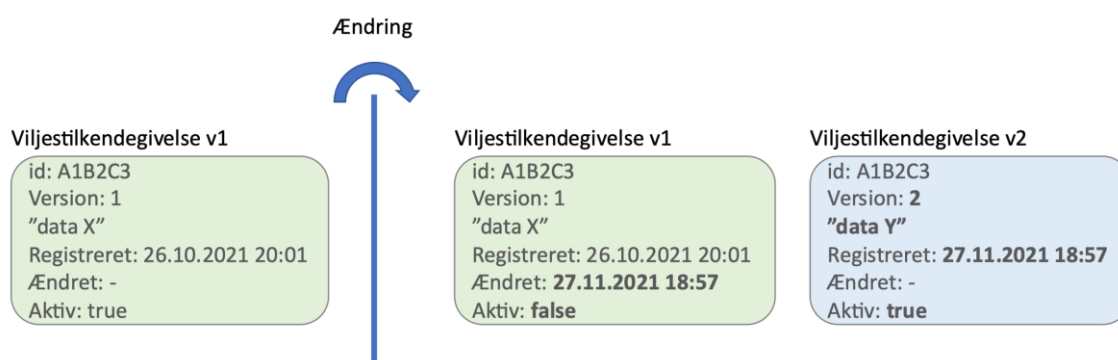 Ændring
Viljestilkendegivelse v1
id: A1B2C3
Version: 1
”data X”
Registreret: 26.10.2021 20:01
Ændret: -
Aktiv: true
Viljestilkendegivelse v1
id: A1B2C3
Version: 1
”data X”
Registreret: 26.10.2021 20:01
Ændret: 27.11.2021 18:57
Aktiv: false
Viljestilkendegivelse v2
id: A1B2C3
Version: 2
”data Y”
Registreret: 27.11.2021 18:57
Ændret: -
Aktiv: true